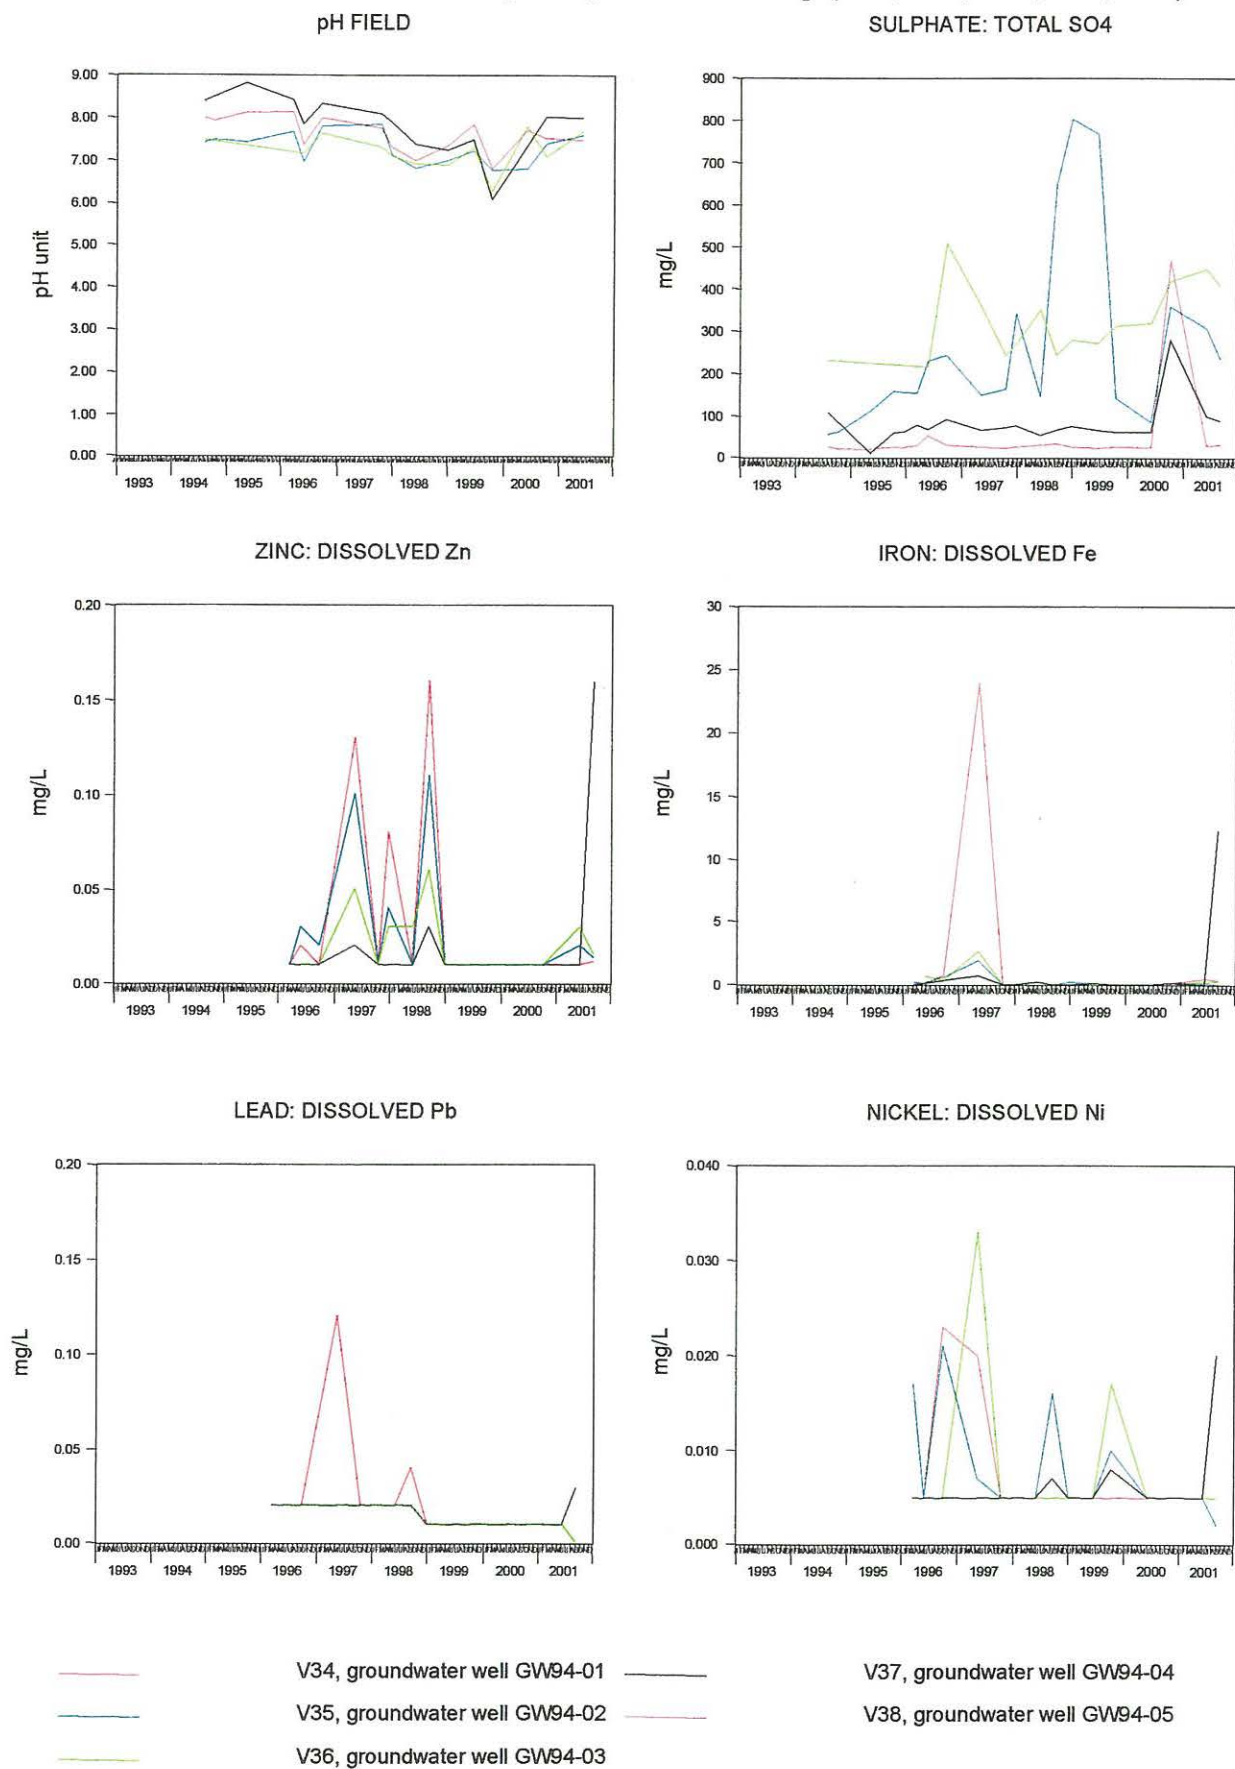 pH FIELD
SULPHATE: TOTAL SO4
9.00
8.00
7.00
6.00
5.00
4.00
3.00
2.00
1.00
0.00
pH unit
1993 1994 1995 1996 1997 1998 1999 2000 2001
900
800
700
600
500
400
300
200
100
0
mg/L
1993 1995 1996 1997 1998 1999 2000 2001
ZINC: DISSOLVED Zn
IRON: DISSOLVED Fe
0.20
0.15
0.10
0.05
0.00
mg/L
1993 1994 1995 1996 1997 1998 1999 2000 2001
30
25
20
15
10
5
0
mg/L
1993 1994 1995 1996 1997 1998 1999 2000 2001
LEAD: DISSOLVED Pb
NICKEL: DISSOLVED Ni
0.20
0.15
0.10
0.05
0.00
mg/L
1993 1994 1995 1996 1997 1998 1999 2000 2001
0.040
0.030
0.020
0.010
0.000
mg/L
1993 1994 1995 1996 1997 1998 1999 2000 2001
V34, groundwater well GW94-01
V37, groundwater well GW94-04
V35, groundwater well GW94-02
V38, groundwater well GW94-05
V36, groundwater well GW94-03